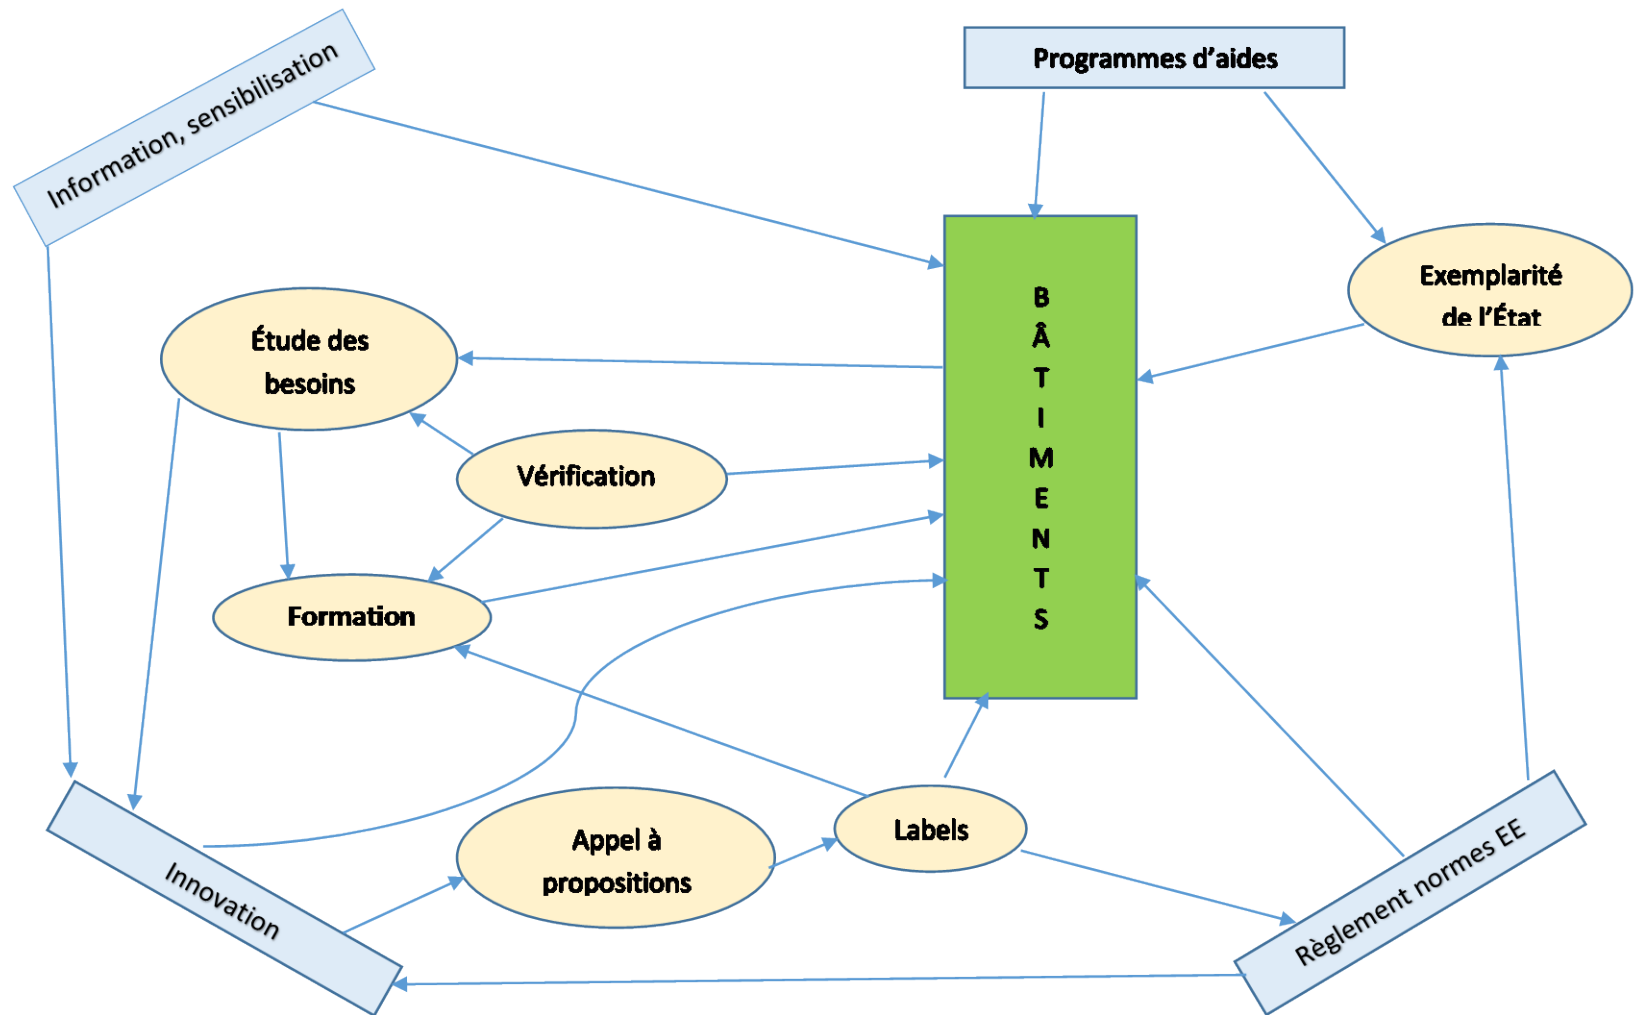 Information, sensibilisation
Programmes d'aides
Exemplarité
de l'État
B
Â
T
I
M
E
N
T
S
Étude des
besoins
Vérification
Formation
Appel à
propositions
Labels
Innovation
Règlement normes EE